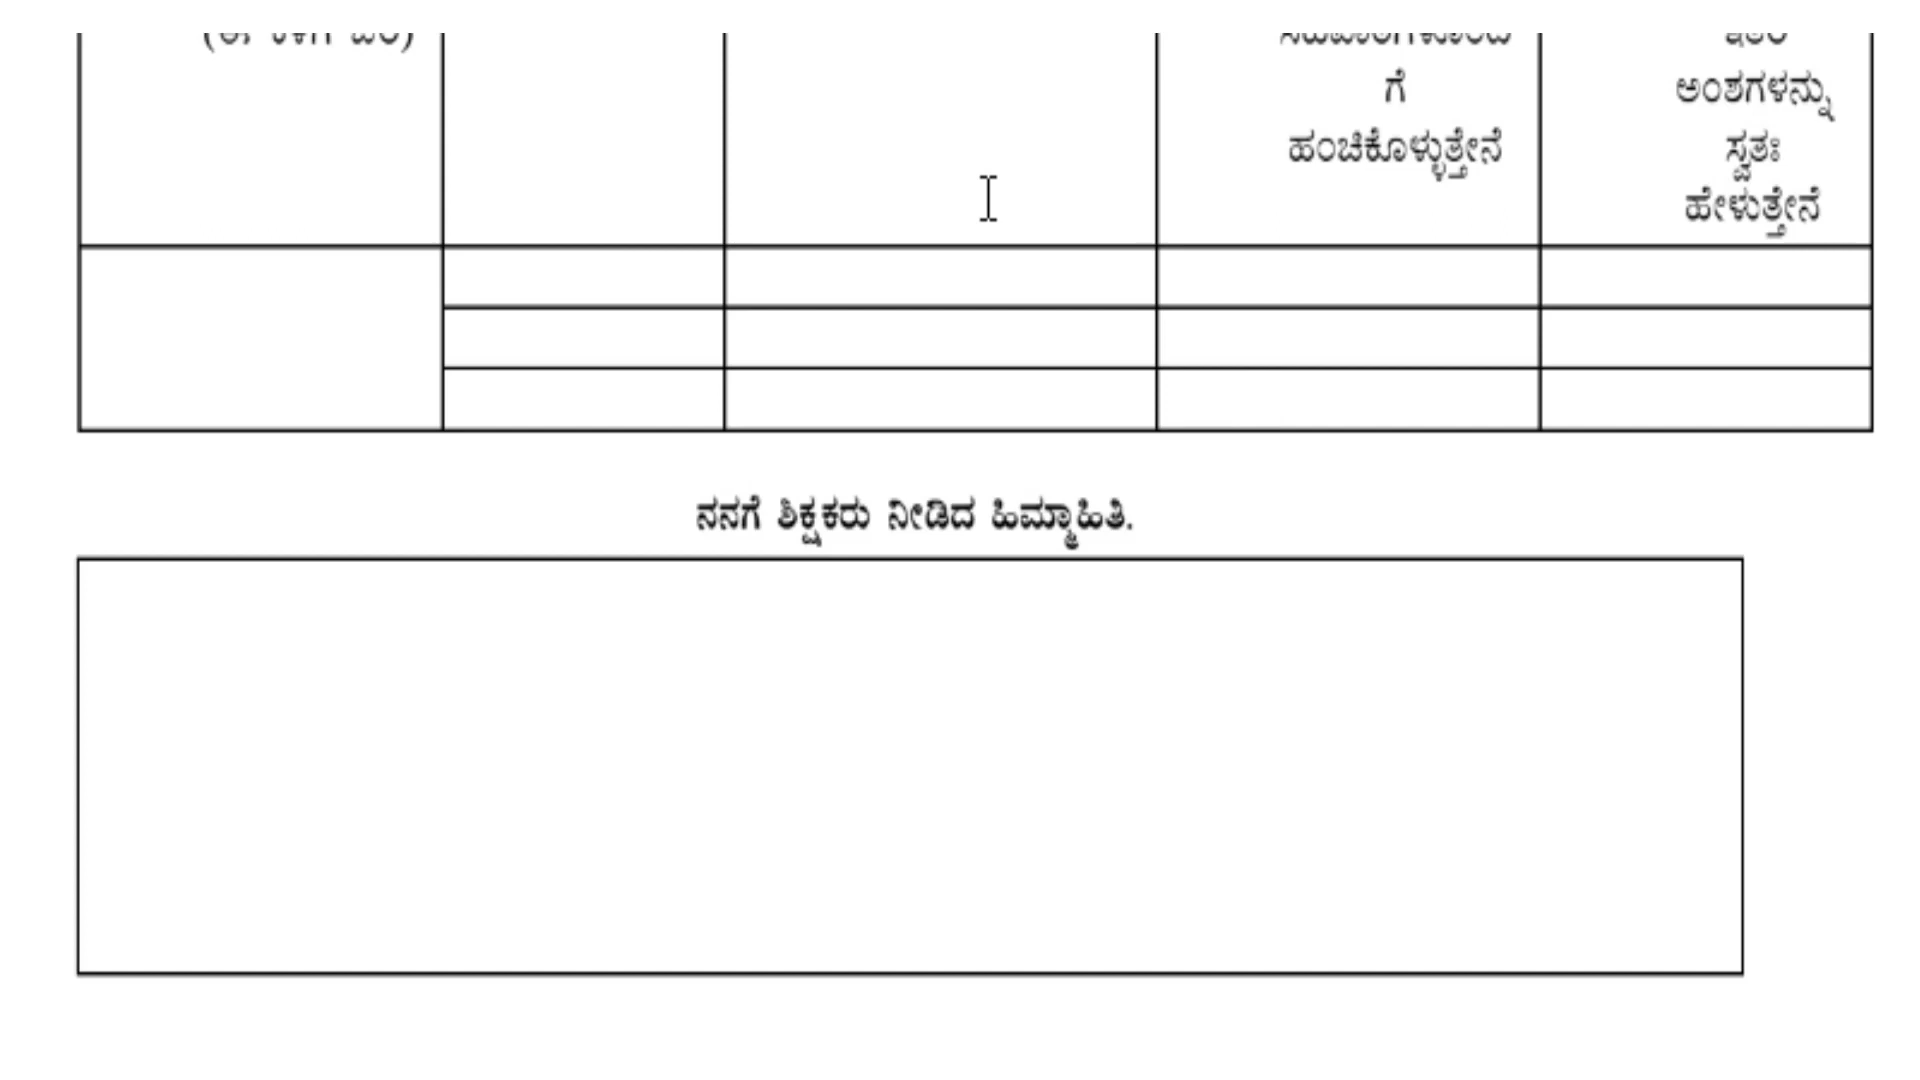 ಗೆ
ಹಂಚಿಕೊಳ್ಳುತ್ತೇನೆ
ಅಂಶಗಳನ್ನು
ಸ್ವತಃ
ಹೇಳುತ್ತೇನೆ
ನನಗೆ ಶಿಕ್ಷಕರು ನೀಡಿದ ಹಿಮ್ಮಾಹಿತಿ.